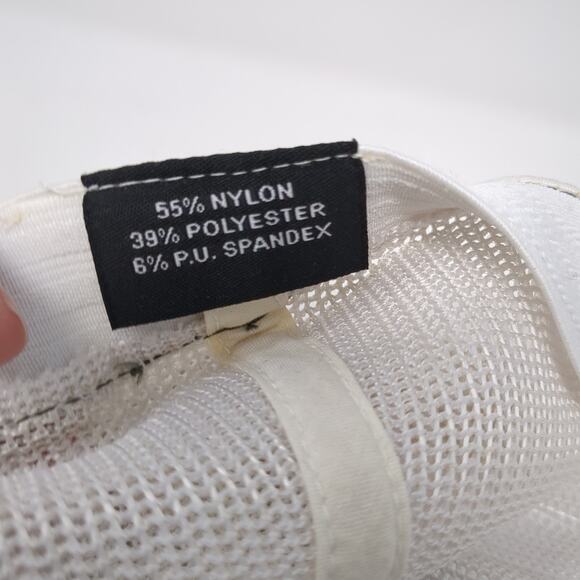 55% NYLON
39% POLYESTER
6% P.U. SPANDEX